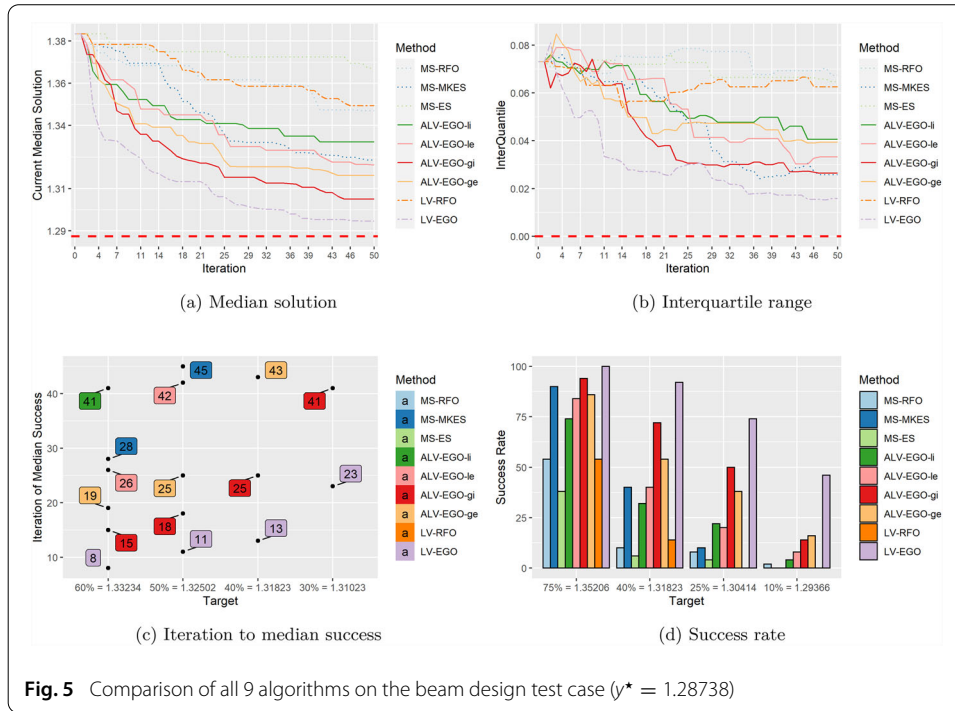 1.38
1.36
1.34
1.31
1.29
Current Median Solution
0 4 7 11 14 18 21 25 29 32 36 39 43 46 50
Iteration
Method
MS-RFO
MS-MKES
MS-ES
ALV-EGO-li
ALV-EGO-le
ALV-EGO-gi
ALV-EGO-ge
LV-RFO
LV-EGO
(a) Median solution
0.08
0.06
0.04
0.02
0.00
InterQuantile
0 4 7 11 14 18 21 25 29 32 36 39 43 46 50
Iteration
Method
MS-RFO
MS-MKES
MS-ES
ALV-EGO-li
ALV-EGO-le
ALV-EGO-gi
ALV-EGO-ge
LV-RFO
LV-EGO
(b) Interquartile range
Iteration of Median Success
40
30
20
10
41
28
26
19
15
8
45
42
25
18
11
43
25
13
41
23
60% = 1.33234 50% = 1.32502 40% = 1.31823 30% = 1.31023
Target
Method
a MS-RFO
a MS-MKES
a MS-ES
a ALV-EGO-li
a ALV-EGO-le
a ALV-EGO-gi
a ALV-EGO-ge
a LV-RFO
a LV-EGO
(c) Iteration to median success
Success Rate
100
75
50
25
0
75% = 1.35206 40% = 1.31823 25% = 1.30414 10% = 1.29366
Target
Method
MS-RFO
MS-MKES
MS-ES
ALV-EGO-li
ALV-EGO-le
ALV-EGO-gi
ALV-EGO-ge
LV-RFO
LV-EGO
(d) Success rate
Fig. 5 Comparison of all 9 algorithms on the beam design test case (y★ = 1.28738)